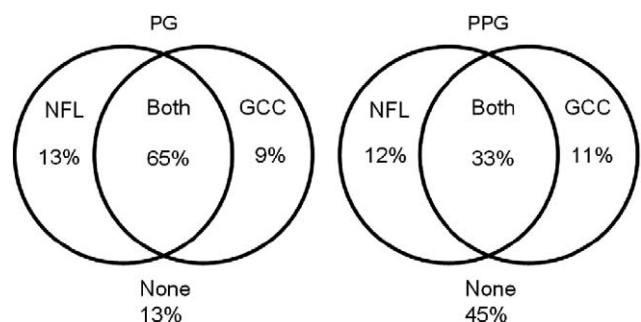 PG
NFL Both GCC
13% 65% 9%
None
13%
PPG
NFL Both GCC
12% 33% 11%
None
45%